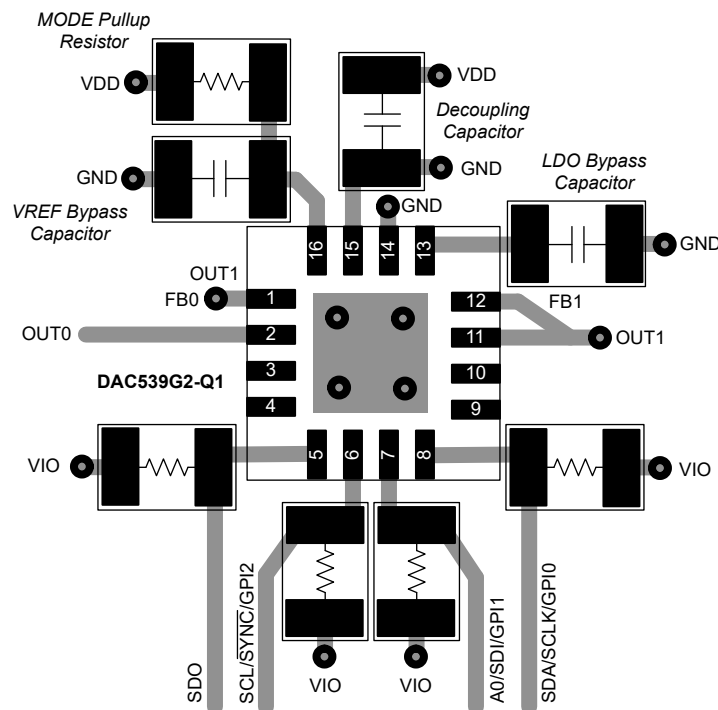 MODE Pullup
Resistor
VDD
VDD
Decoupling
Capacitor
GND
GND
LDO Bypass
Capacitor
VREF Bypass
Capacitor
GND
GND
16
15
14
13
OUT1
FB0
1
12
FB1
OUT0
2
11
OUT1
3
10
DAC539G2-Q1
4
9
5
6
7
8
VIO
VIO
SDO
SCL/SYNC/GPI2
VIO
VIO
A0/SDI/GPI1
SDA/SCLK/GPI0